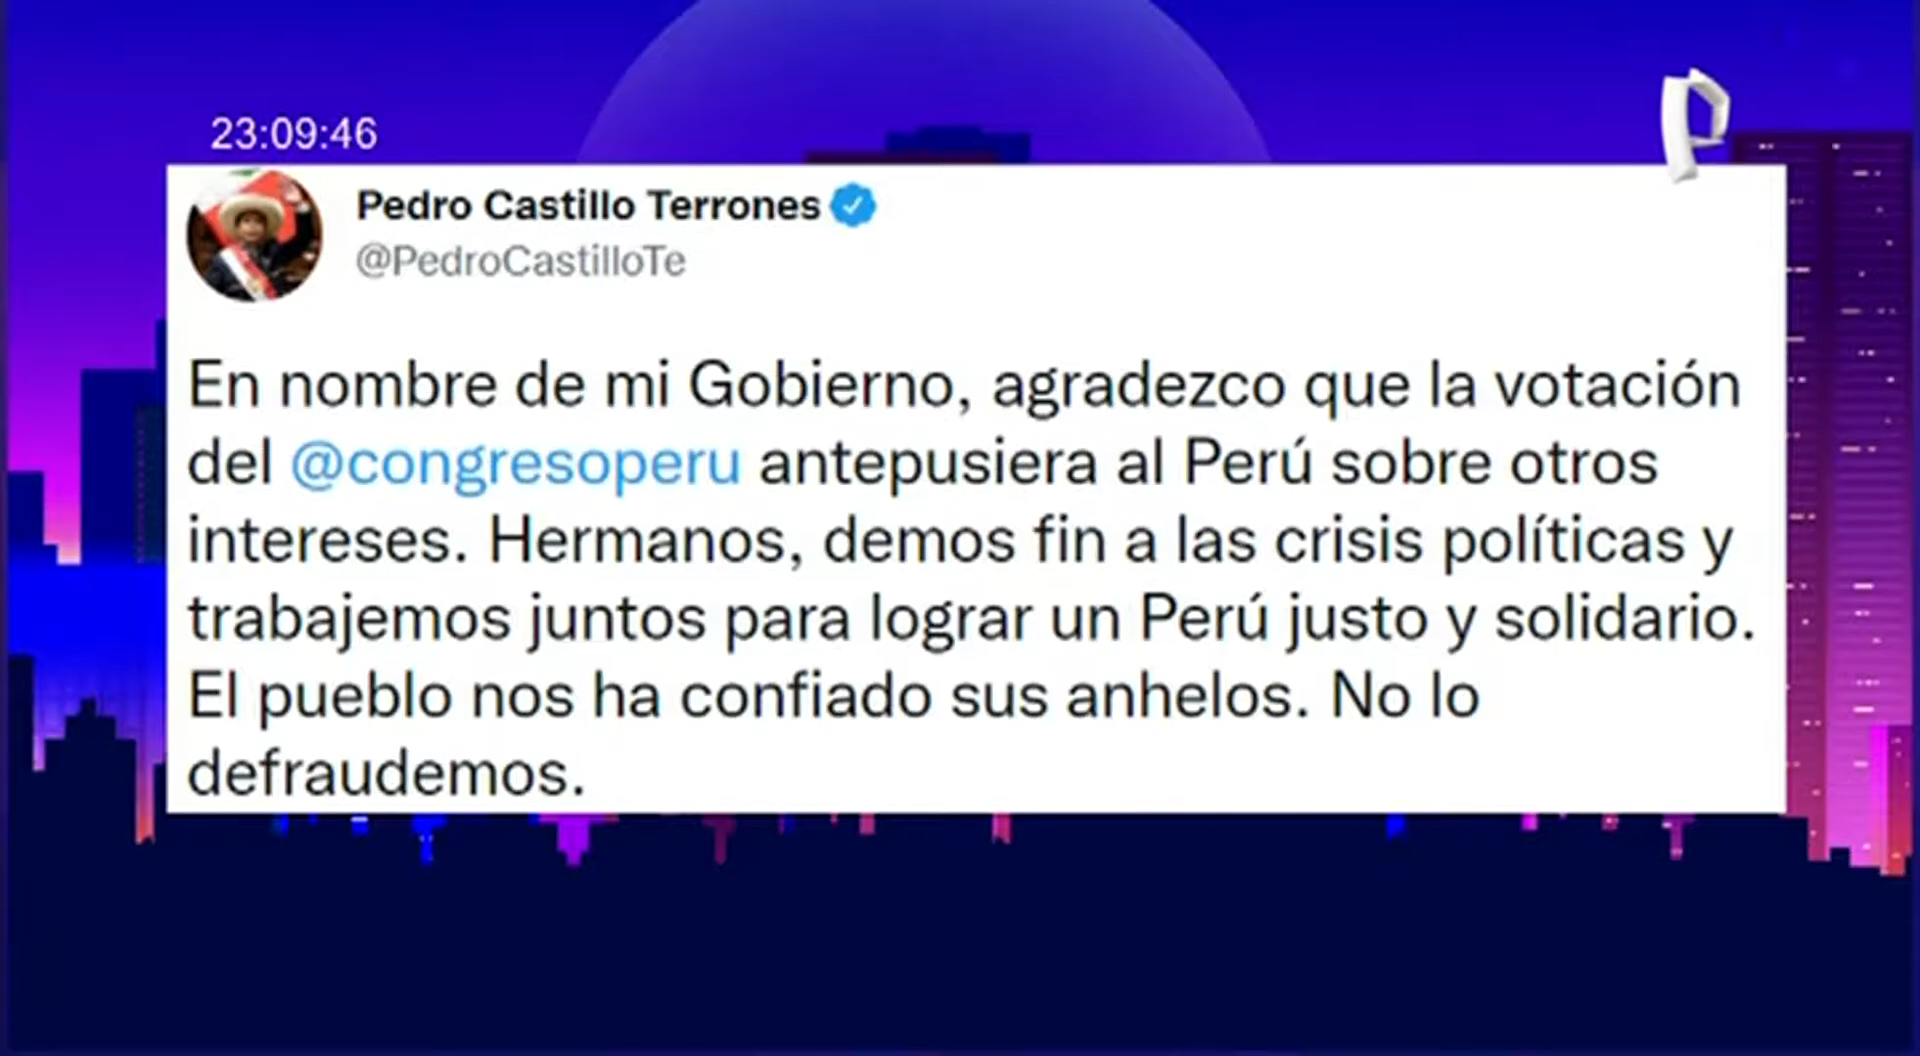 23:09:46
P
Pedro Castillo Terrones
@PedroCastilloTe
En nombre de mi Gobierno, agradezco que la votación
del @congresoperu antepusiera al Perú sobre otros
intereses. Hermanos, demos fin a las crisis políticas y
trabajemos juntos para lograr un Perú justo y solidario.
El pueblo nos ha confiado sus anhelos. No lo
defraudemos.